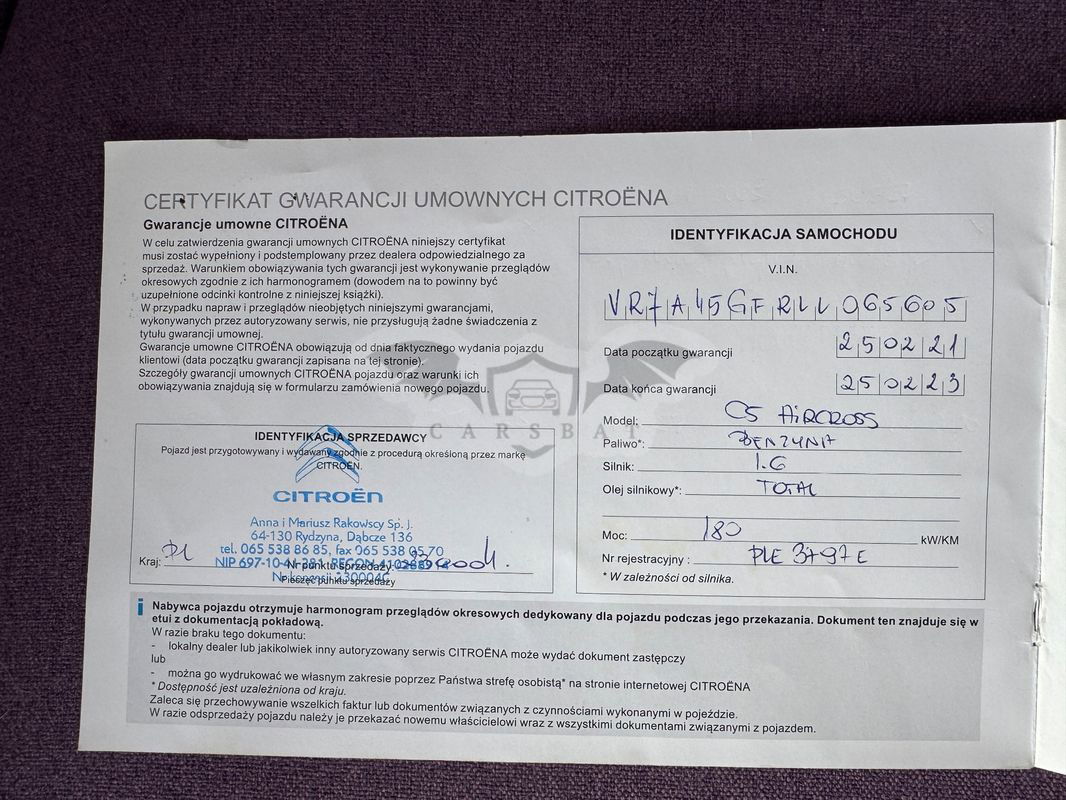 CERTYFIKAT GWARANCJI UMOWNYCH CITROËNA
Gwarancje umowne CITROËNA
W celu zatwierdzenia gwarancji umownych CITROËNA niniejszy certyfikat
musi zostać wypełniony i podstemplowany przez dealera odpowiedzialnego za
sprzedaż. Warunkiem obowiązywania tych gwarancji jest wykonywanie przeglądów
okresowych zgodnie z ich harmonogramem (dowodem na to powinny być
uzupełnione odcinki kontrolne z niniejszej książki).
W przypadku napraw i przeglądów nieobjętych niniejszymi gwarancjami,
wykonywanych przez autoryzowany serwis, nie przysługują żadne świadczenia z
tytułu gwarancji umownej.
Gwarancje umowne CITROËNA obowiązują od dnia faktycznego wydania pojazdu
klientowi (data początku gwarancji zapisana na tej stronie).
Szczegóły gwarancji umownych CITROËNA pojazdu oraz warunki ich
obowiązywania znajdują się w formularzu zamówienia nowego pojazdu.
IDENTYFIKACJA SPRZEDAWCY
Pojazd jest przygotowywany i wydawany zgodnie z procedurą określoną przez markę
CITROËN.
CITROËN
Anna i Mariusz Rakowscy Sp. J.
64-130 Rydzyna, Dąbcze 136
tel. 065 538 86 85, fax 065 538 05 70
Kraj: PL
Nr punktu sprzedaży
Pieczęć punktu sprzedaży
IDENTYFIKACJA SAMOCHODU
V.I.N.
VR7A45GFRLL065605
Data początku gwarancji 250221
Data końca gwarancji 250223
Model: C5 AIRCROSS
Paliwo*: BENZYNA
Silnik: 1.6
Olej silnikowy*: TOTAL
Moc: 180 kW/KM
Nr rejestracyjny : PLE 3797E
* W zależności od silnika.
CARSBAT
i Nabywca pojazdu otrzymuje harmonogram przeglądów okresowych dedykowany dla pojazdu podczas jego przekazania. Dokument ten znajduje się w
etui z dokumentacją pokładową.
W razie braku tego dokumentu:
- lokalny dealer lub jakikolwiek inny autoryzowany serwis CITROËNA może wydać dokument zastępczy
lub
- można go wydrukować we własnym zakresie poprzez Państwa strefę osobistą* na stronie internetowej CITROËNA
* Dostępność jest uzależniona od kraju.
Zaleca się przechowywanie wszelkich faktur lub dokumentów związanych z czynnościami wykonanymi w pojeździe.
W razie odsprzedaży pojazdu należy je przekazać nowemu właścicielowi wraz z wszystkimi dokumentami związanymi z pojazdem.